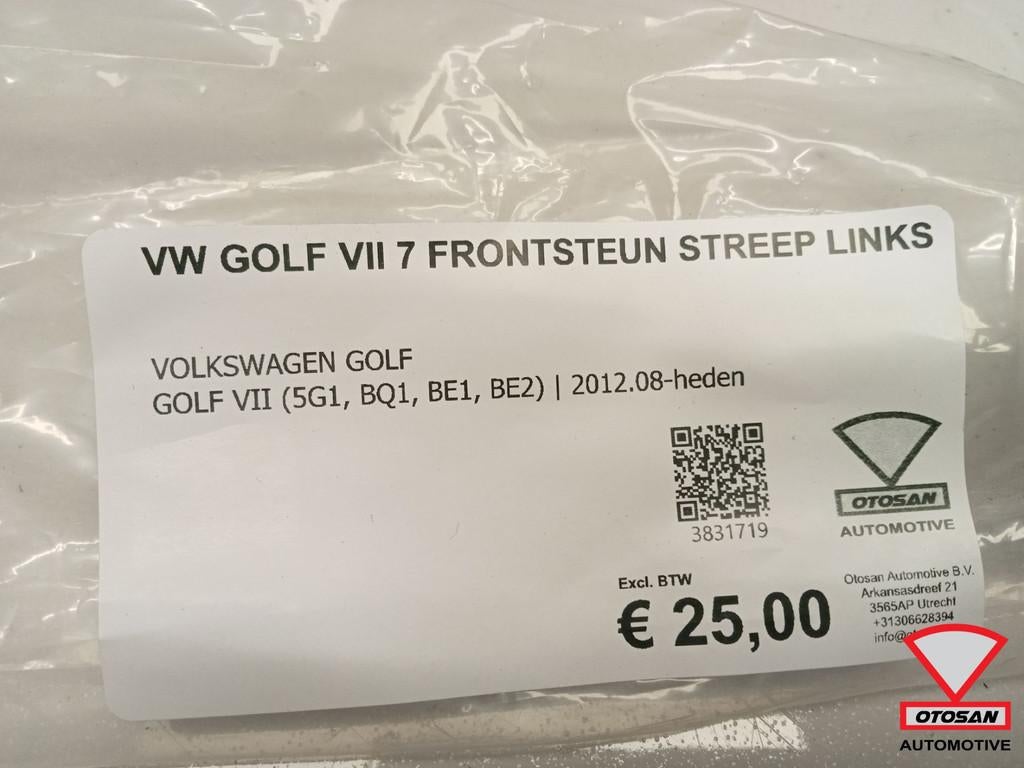 VW GOLF VII 7 FRONTSTEUN STREEP LINKS
VOLKSWAGEN GOLF
GOLF VII (5G1, BQ1, BE1, BE2) | 2012.08-heden
3831719
OTOSAN
AUTOMOTIVE
Excl. BTW
€ 25,00
Otosan Automotive B.V.
Arkansasdreef 21
3565AP Utrecht
+31306628394
OTOSAN
AUTOMOTIVE